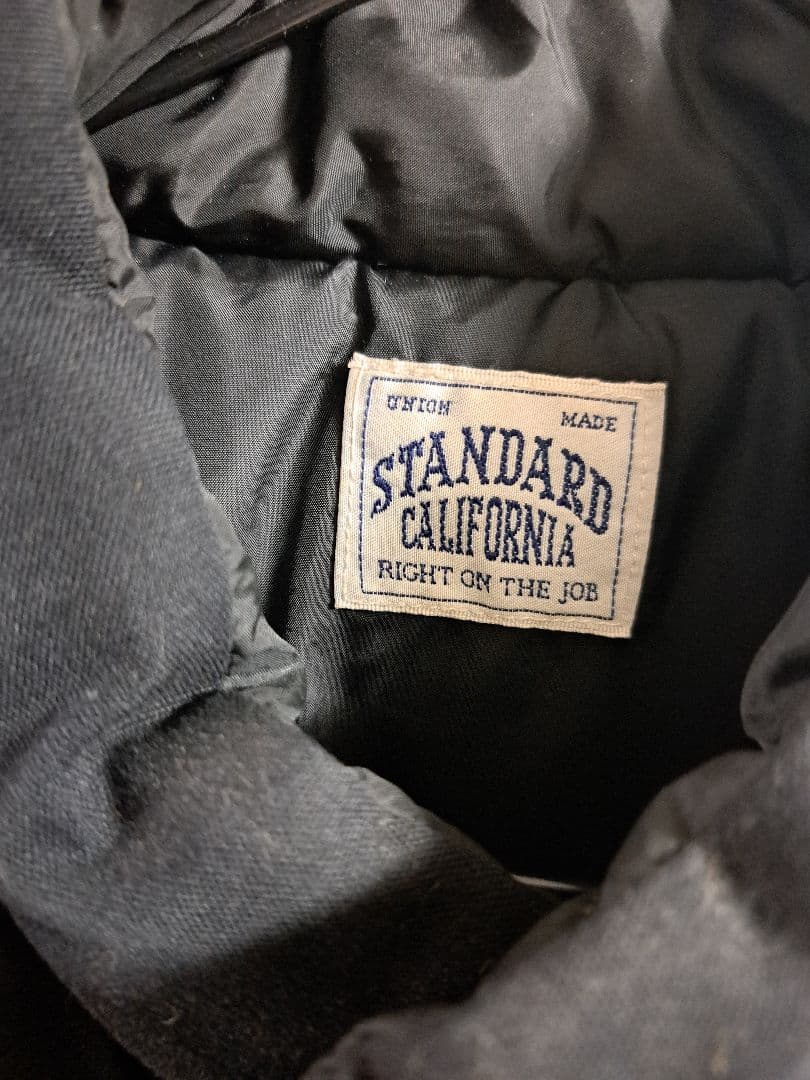 UNION MADE
STANDARD
CALIFORNIA
RIGHT ON THE JOB